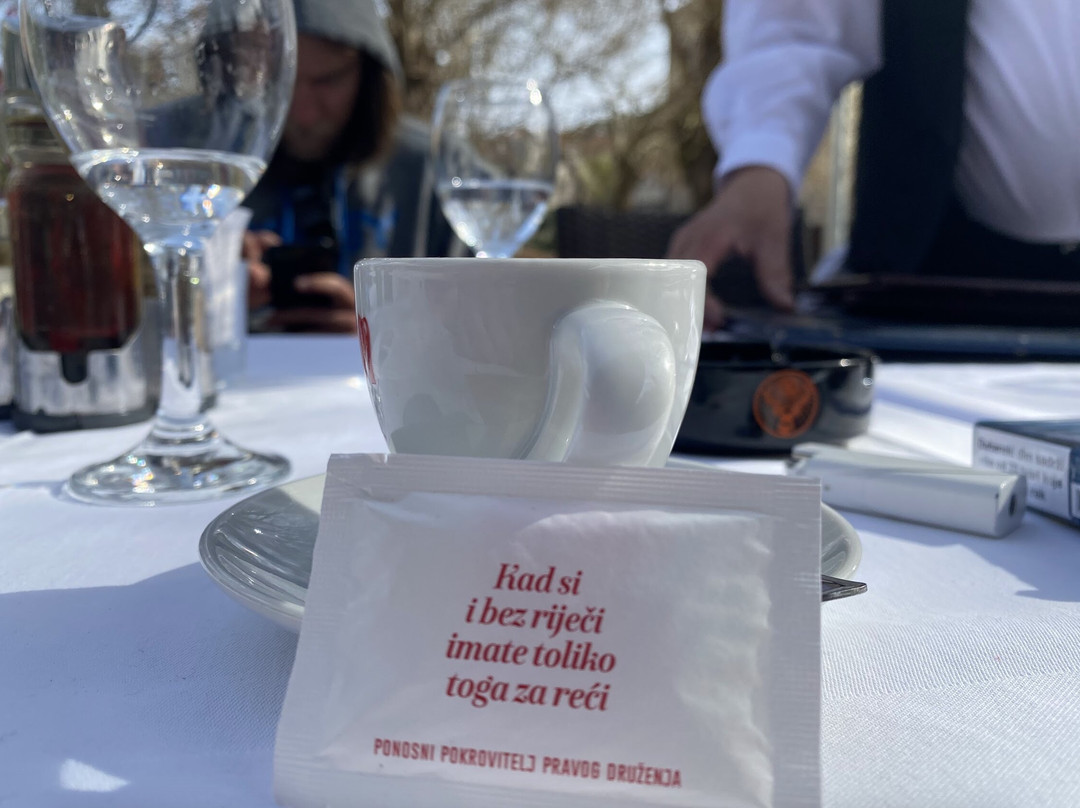 Kad si
i bez riječi
imate toliko
toga za reći
PONOSNI POKROVITELJ PRAVOG DRUŽENJA